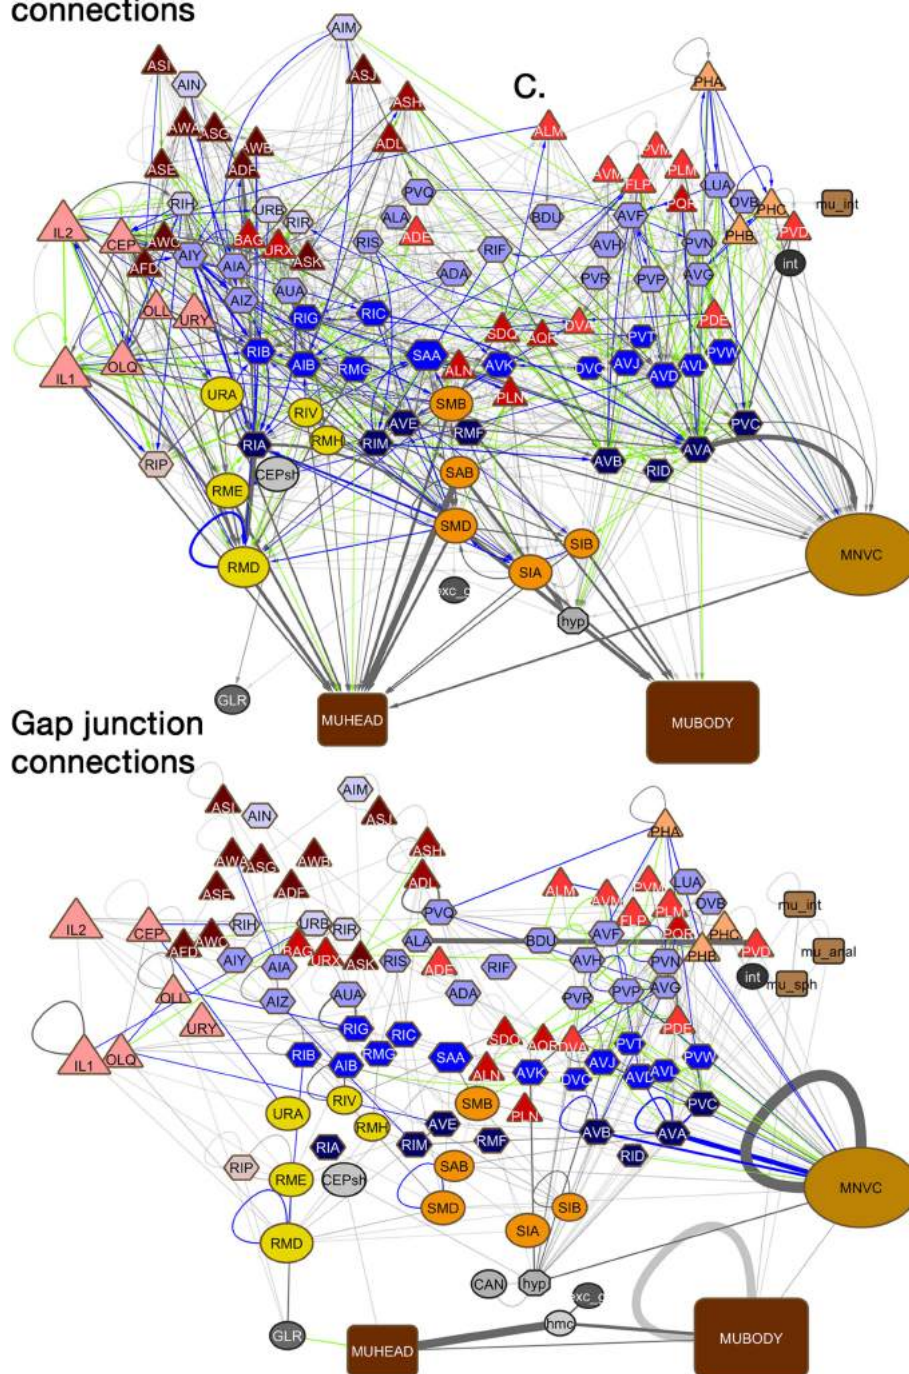 connections
AIM
C.
ASI
ASJ
PHA
AIN
ASH
AWA
ASG
AWB
ADL
ALM
PVM
ASE
ADF
AVM
FLP
PLM
LUA
PVQ
PQR
DVB
PHC
mu_int
RIH
URB
RIR
ALA
BDU
AVF
IL2
CEP
AWC
BAG
URX
RIS
ADE
RIF
AVH
PVN
PHB
PVD
AFD
AIY
AIA
ASK
ADA
PVR
PVP
AVG
int
OLL
URY
AIZ
AUA
RIG
RIC
SDQ
AQR
DVA
PDE
IL1
OLQ
RIB
AIB
RMG
SAA
ALN
AVK
DVC
AVJ
PVT
AVD
AVL
PVW
URA
RIV
SMB
PLN
RMH
RIA
RIM
AVE
RMF
PVC
AVA
RIP
CEPsh
SAB
AVB
RID
RME
SMD
SIB
MNVC
RMD
SIA
hyp
GLR
MUHEAD
MUBODY
Gap junction
connections
AIM
ASI
AIN
ASJ
PHA
AWA
ASG
AWB
ASH
ASE
ADF
ADL
ALM
AVM
PVM
LUA
IL2
CEP
RIH
URB
RIR
PVQ
FLP
PLM
DVB
mu_int
AFD
AWC
BAG
URX
ASK
ALA
BDU
AVF
PQR
PHC
PVD
mu_anal
AIY
AIA
RIS
ADE
RIF
AVH
PVN
PHB
int
mu_sph
OLL
AIZ
AUA
ADA
PVR
PVP
AVG
URY
RIG
RIC
SDQ
AQR
DVA
PDE
IL1
OLQ
RIB
AIB
RMG
SAA
ALN
AVK
DVC
AVJ
PVT
AVD
AVL
PVW
URA
RIV
SMB
PLN
PVC
RMH
RIA
RIM
AVE
RMF
AVB
AVA
RID
RIP
RME
CEPsh
SAB
MNVC
SMD
SIB
RMD
SIA
CAN
hyp
exc_g
GLR
hmc
MUHEAD
MUBODY